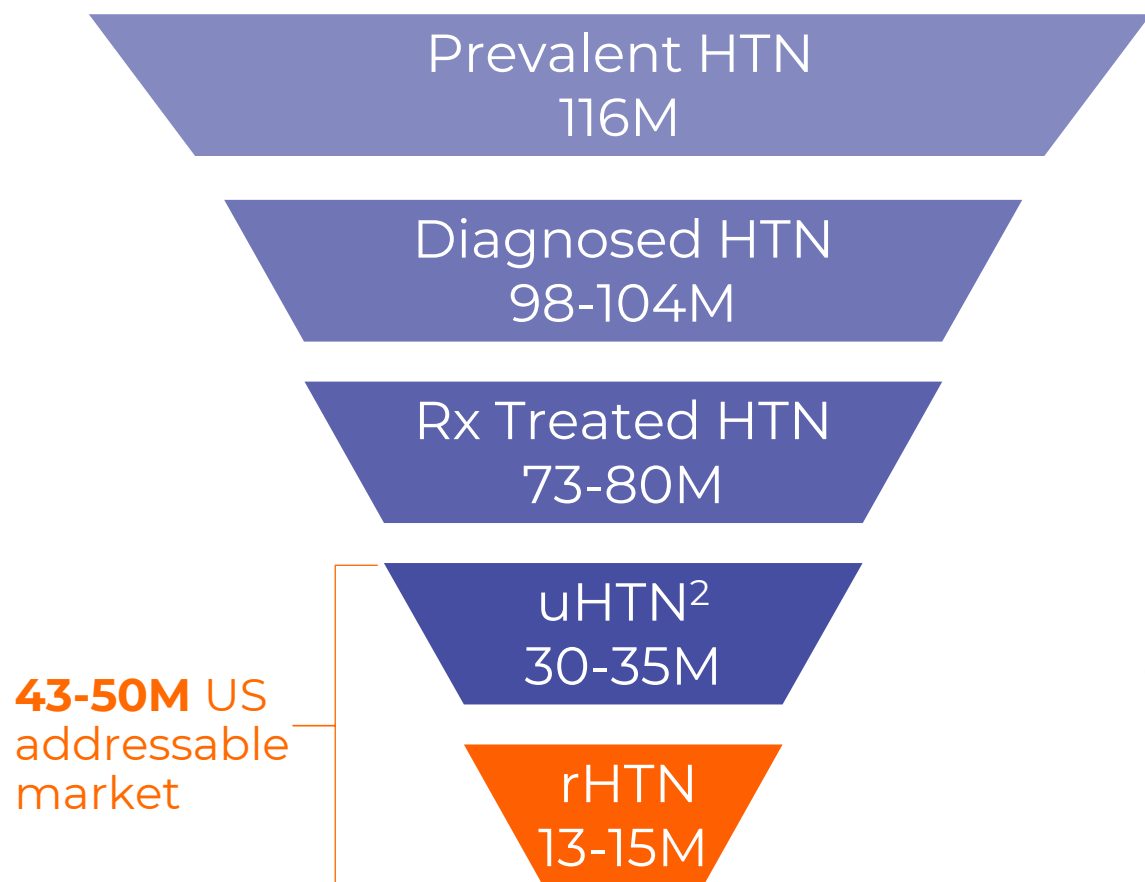 Prevalent HTN
116M
Diagnosed HTN
98-104M
Rx Treated HTN
73-80M
uHTN²
30-35M
43-50M US
addressable
market
rHTN
13-15M